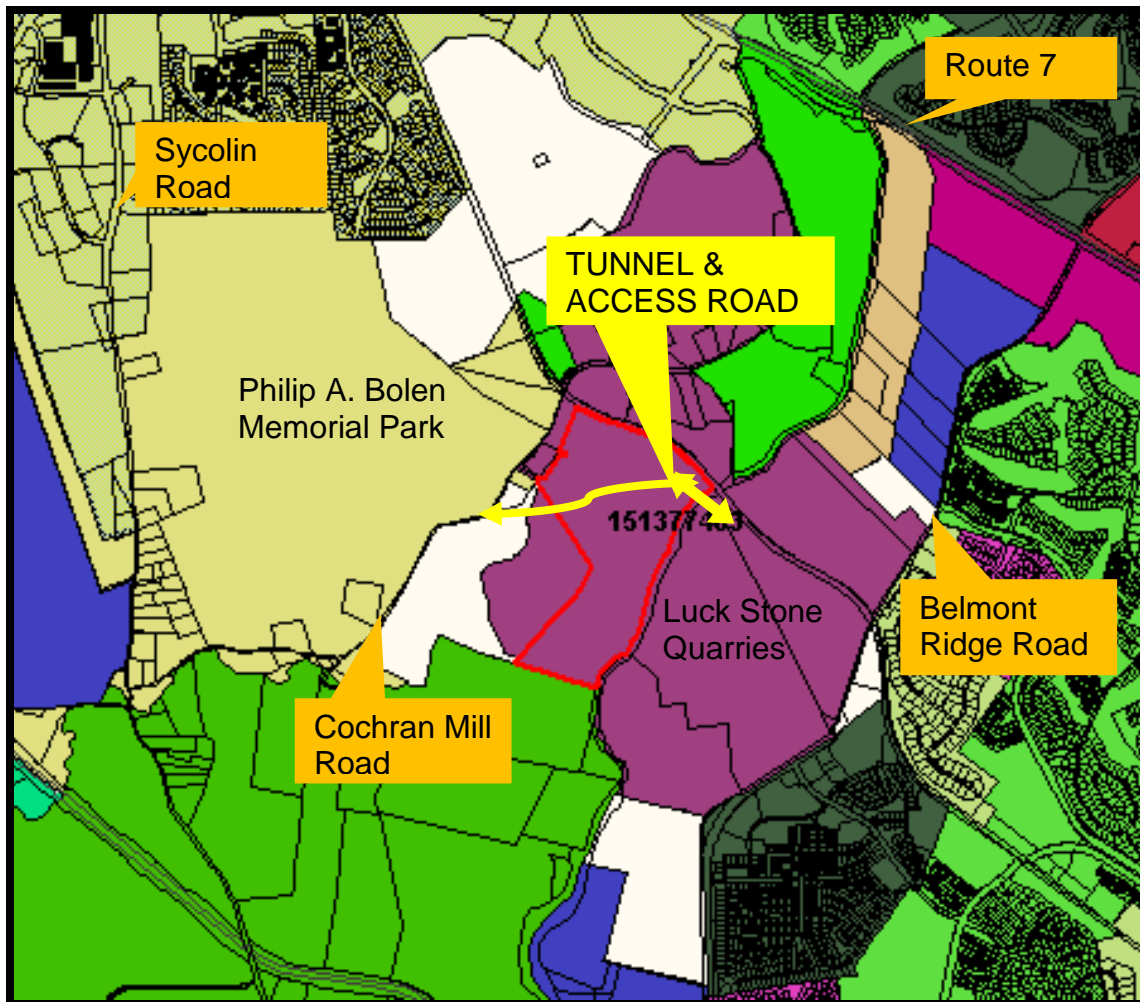 Route 7
Sycolin
Road
TUNNEL &
ACCESS ROAD
Philip A. Bolen
Memorial Park
Luck Stone
Quarries
Belmont
Ridge Road
Cochran Mill
Road